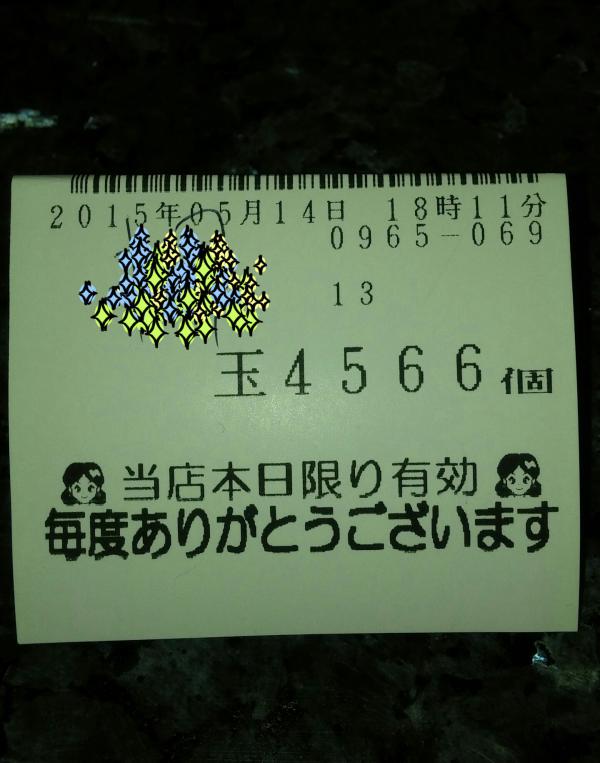 2015年05月14日 18時11分
0965-069
13
玉4566個
当店本日限り有効
毎度ありがとうございます